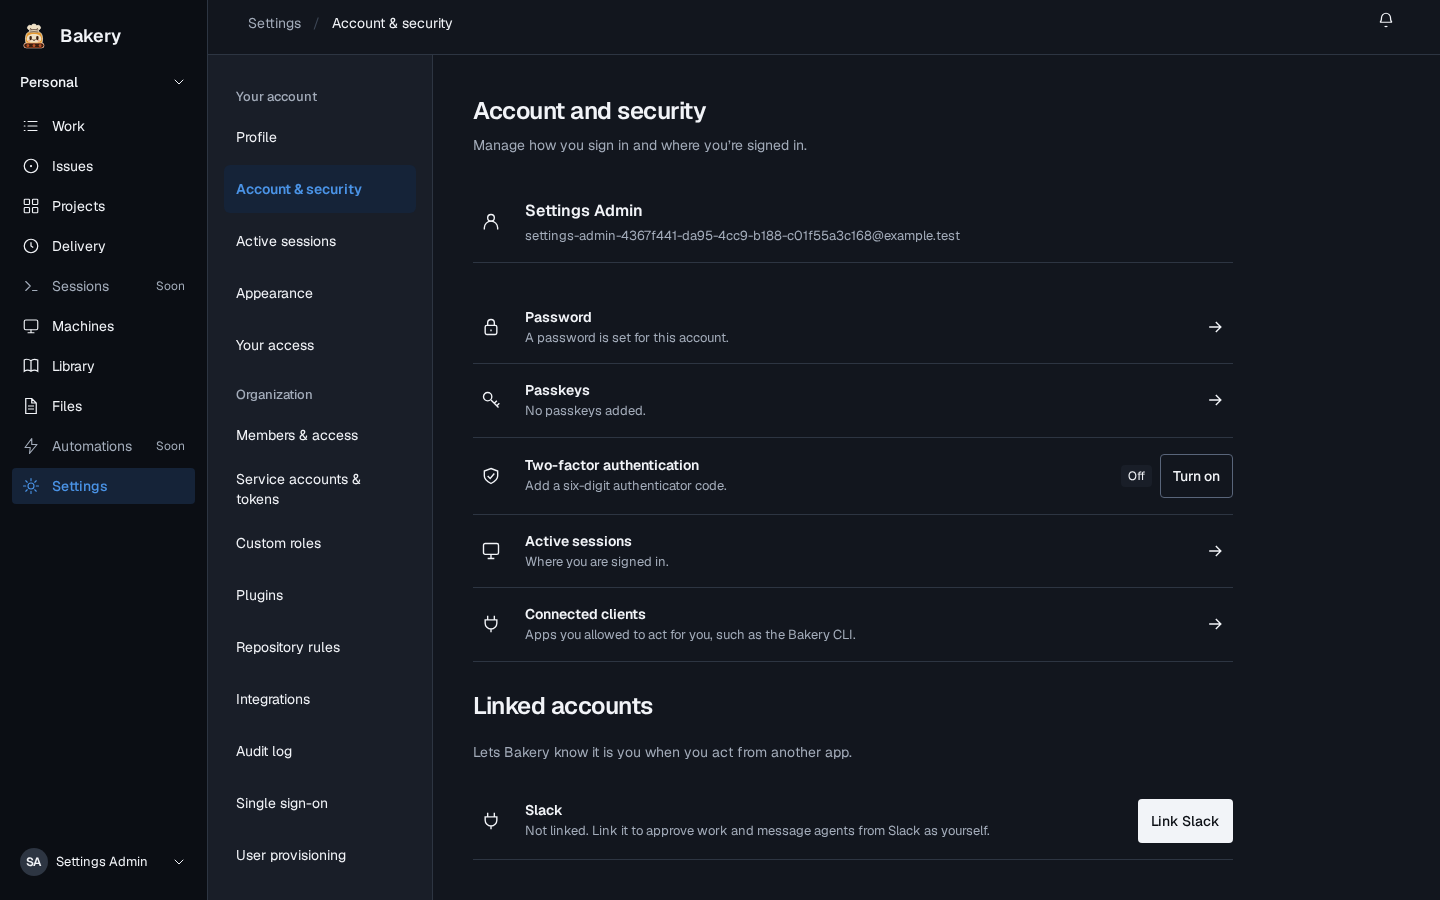 Bakery
Personal
Work
Issues
Projects
Delivery
Sessions Soon
Machines
Library
Files
Automations Soon
Settings
SA Settings Admin
Settings / Account & security
Your account
Profile
Account & security
Active sessions
Appearance
Your access
Organization
Members & access
Service accounts &
tokens
Custom roles
Plugins
Repository rules
Integrations
Audit log
Single sign-on
User provisioning
Account and security
Manage how you sign in and where you're signed in.
Settings Admin
settings-admin-4367f441-da95-4cc9-b188-c01f55a3c168@example.test
Password
A password is set for this account.
Passkeys
No passkeys added.
Two-factor authentication
Add a six-digit authenticator code.
Off Turn on
Active sessions
Where you are signed in.
Connected clients
Apps you allowed to act for you, such as the Bakery CLI.
Linked accounts
Lets Bakery know it is you when you act from another app.
Slack
Not linked. Link it to approve work and message agents from Slack as yourself.
Link Slack